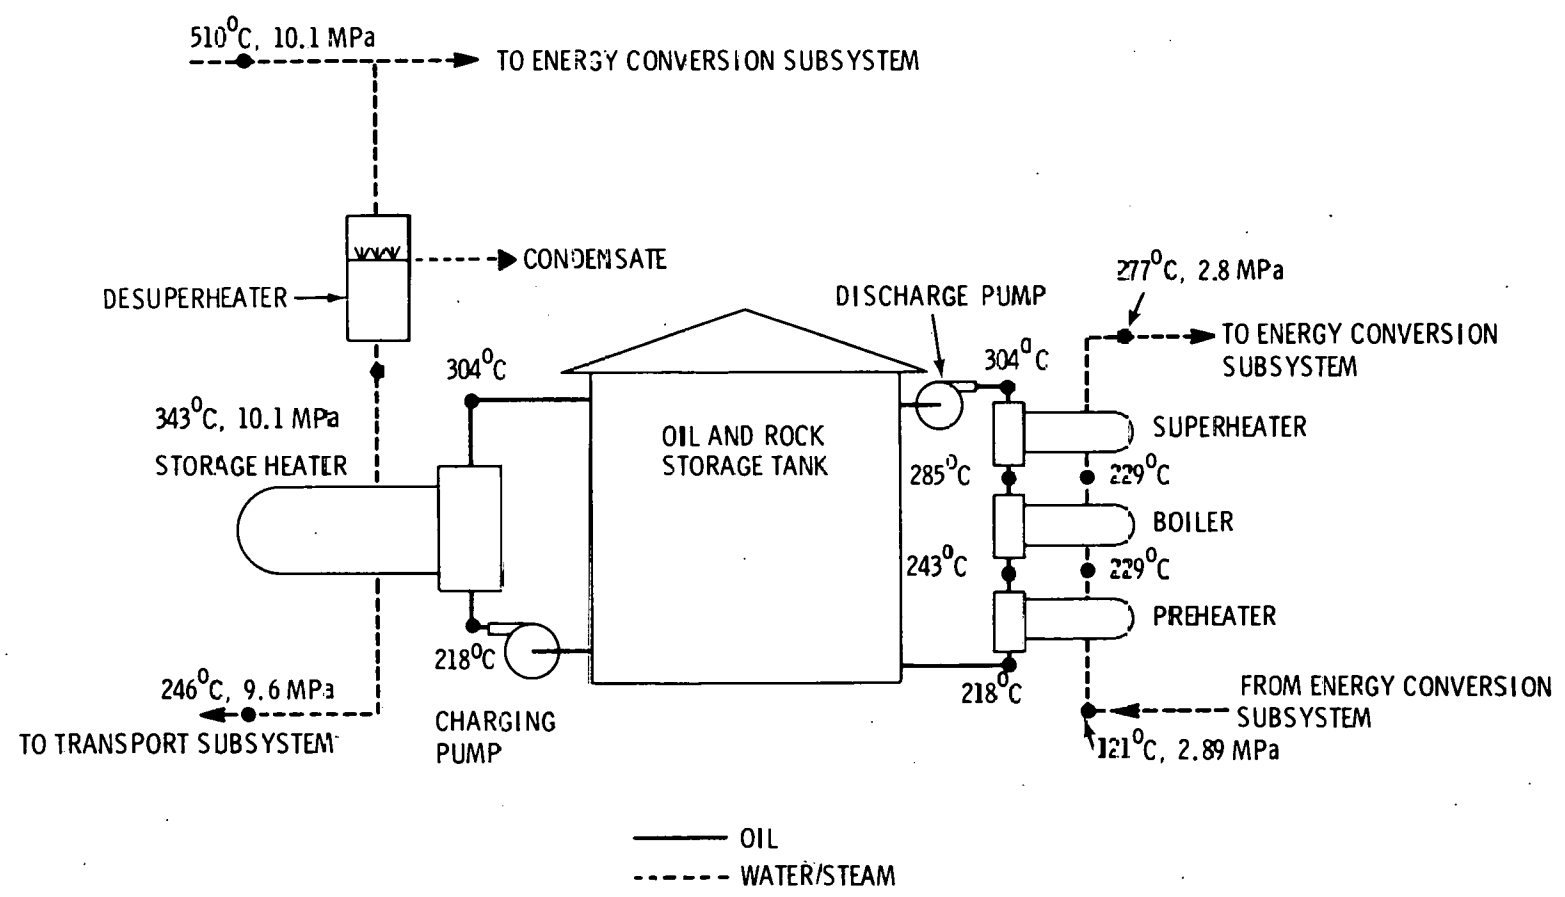 510°C, 10.1 MPa
TO ENERGY CONVERSION SUBSYSTEM
CONDENSATE
DESUPERHEATER
343°C, 10.1 MPa
STORAGE HEATER
304°C
218°C
246°C, 9.6 MPa
TO TRANSPORT SUBSYSTEM
CHARGING
PUMP
OIL AND ROCK
STORAGE TANK
DISCHARGE PUMP
304°C
285°C
243°C
218°C
277°C, 2.8 MPa
TO ENERGY CONVERSION
SUBSYSTEM
SUPERHEATER
229°C
BOILER
229°C
PREHEATER
FROM ENERGY CONVERSION
SUBSYSTEM
121°C, 2.89 MPa
OIL
WATER/STEAM